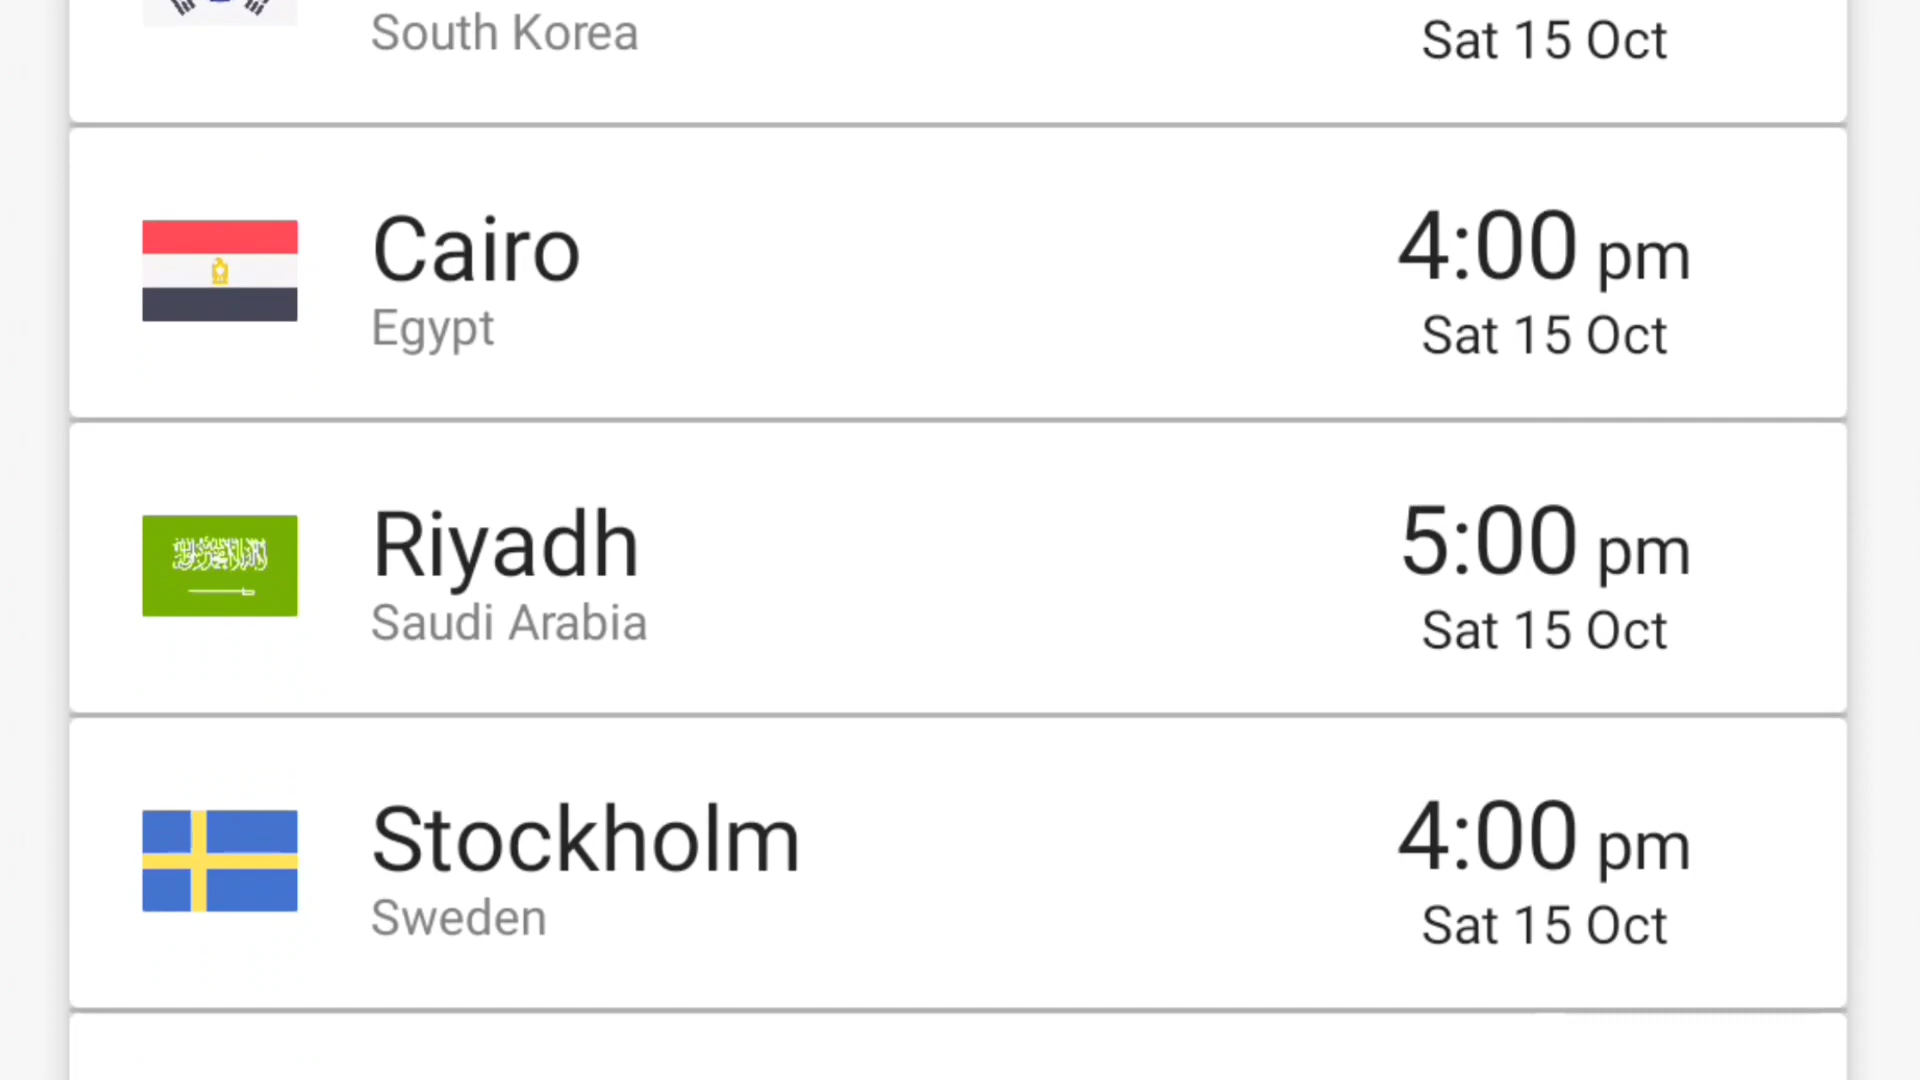 South Korea
Sat 15 Oct
Cairo
4:00 pm
Egypt
Sat 15 Oct
Riyadh
5:00 pm
Saudi Arabia
Sat 15 Oct
Stockholm
4:00 pm
Sweden
Sat 15 Oct